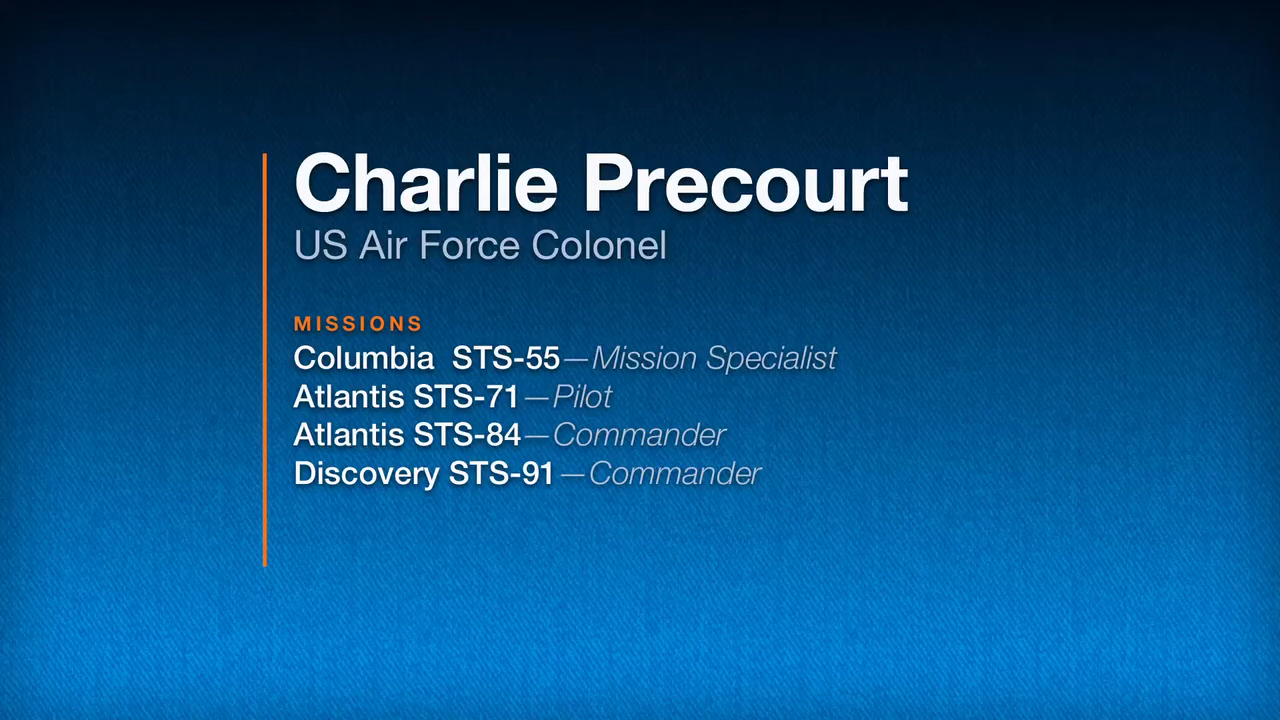 Charlie Precourt
US Air Force Colonel
MISSIONS
Columbia  STS-55—Mission Specialist
Atlantis STS-71—Pilot
Atlantis STS-84—Commander
Discovery STS-91—Commander